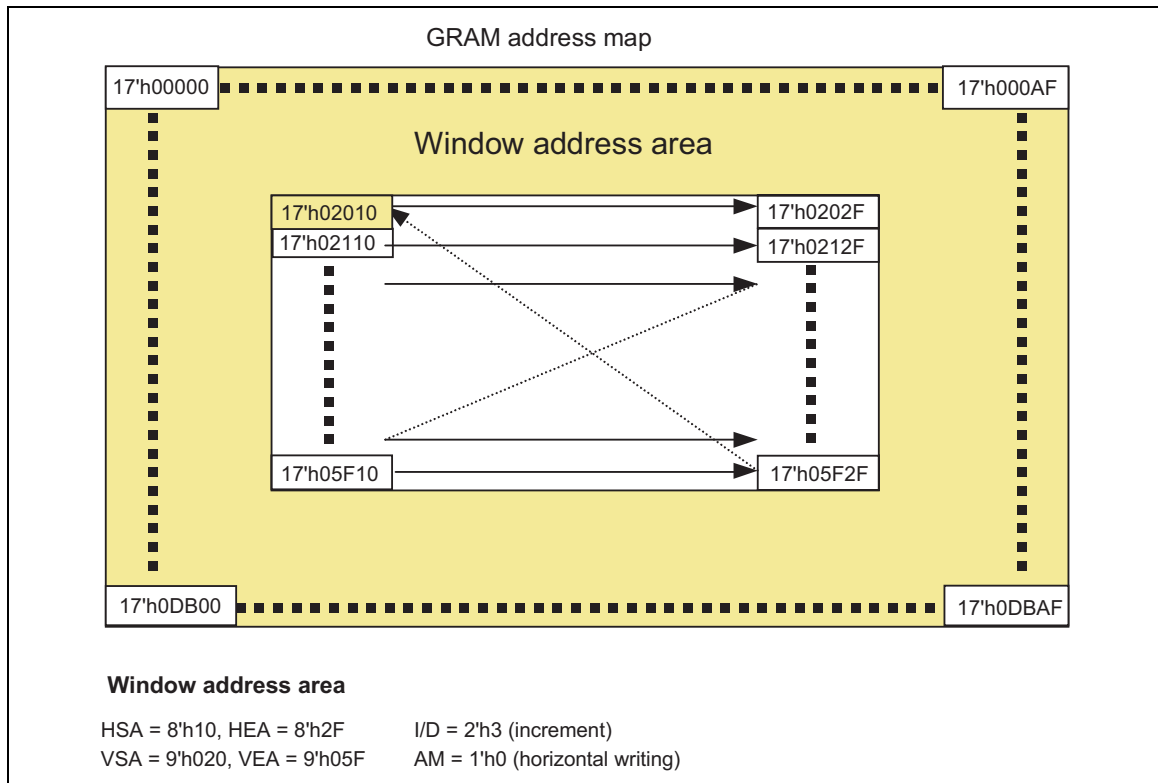 GRAM address map
17'h00000
17'h000AF
Window address area
17'h02010
17'h0202F
17'h02110
17'h0212F
17'h05F10
17'h05F2F
17'h0DB00
17'h0DBAF
Window address area
HSA = 8'h10, HEA = 8'h2F I/D = 2'h3 (increment)
VSA = 9'h020, VEA = 9'h05F AM = 1'h0 (horizontal writing)